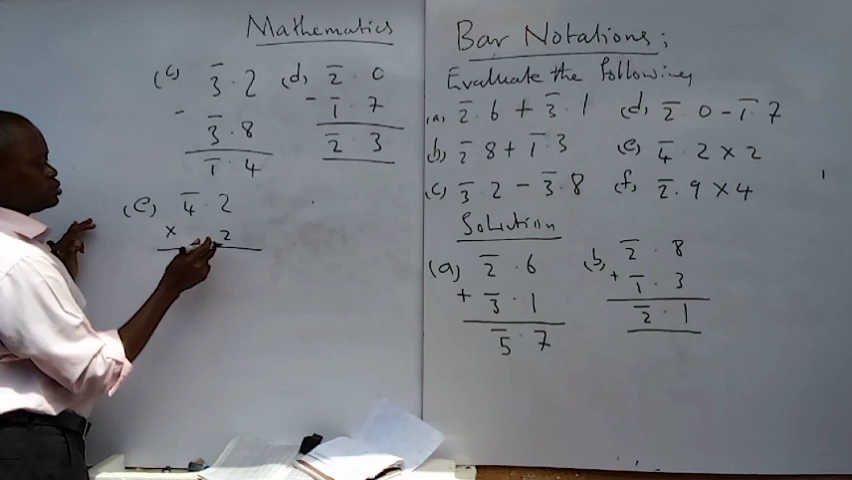 Mathematics
(c) 3̅ . 2
- 3̅ . 8
1̅ . 4
(d) 2̅ . 0
- 1̅ . 7
2̅ . 3
(e) 4̅ . 2
x 2
Bar Notations;
Evaluate the following
(a) 2̅ . 6 + 3̅ . 1 (d) 2̅ . 0 - 1̅ . 7
(b) 2̅ 8 + 1̅ . 3 (e) 4̅ . 2 x 2
(c) 3̅ . 2 - 3̅ . 8 (f) 2̅ . 9 x 4
Solution
(a) 2̅ . 6
+ 3̅ . 1
5̅ . 7
(b) 2̅ . 8
+ 1̅ . 3
2̅ . 1